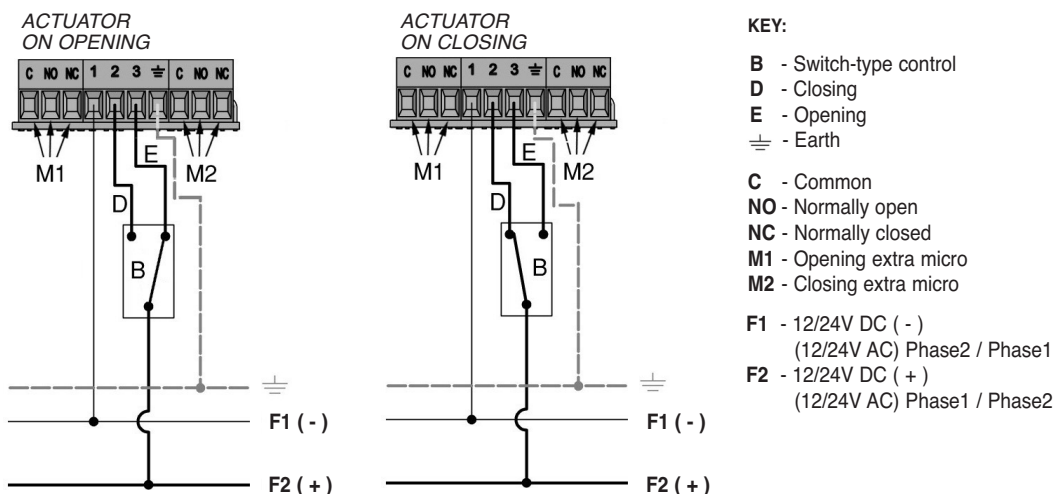 ACTUATOR
ON OPENING
C NO NC 1 2 3 ⏚ C NO NC
M1
E
M2
D
B
⏚
F1 ( - )
F2 ( + )
ACTUATOR
ON CLOSING
C NO NC 1 2 3 ⏚ C NO NC
M1
E
M2
D
B
⏚
F1 ( - )
F2 ( + )
KEY:
B - Switch-type control
D - Closing
E - Opening
⏚ - Earth
C - Common
NO - Normally open
NC - Normally closed
M1 - Opening extra micro
M2 - Closing extra micro
F1 - 12/24V DC ( - )
(12/24V AC) Phase2 / Phase1
F2 - 12/24V DC ( + )
(12/24V AC) Phase1 / Phase2